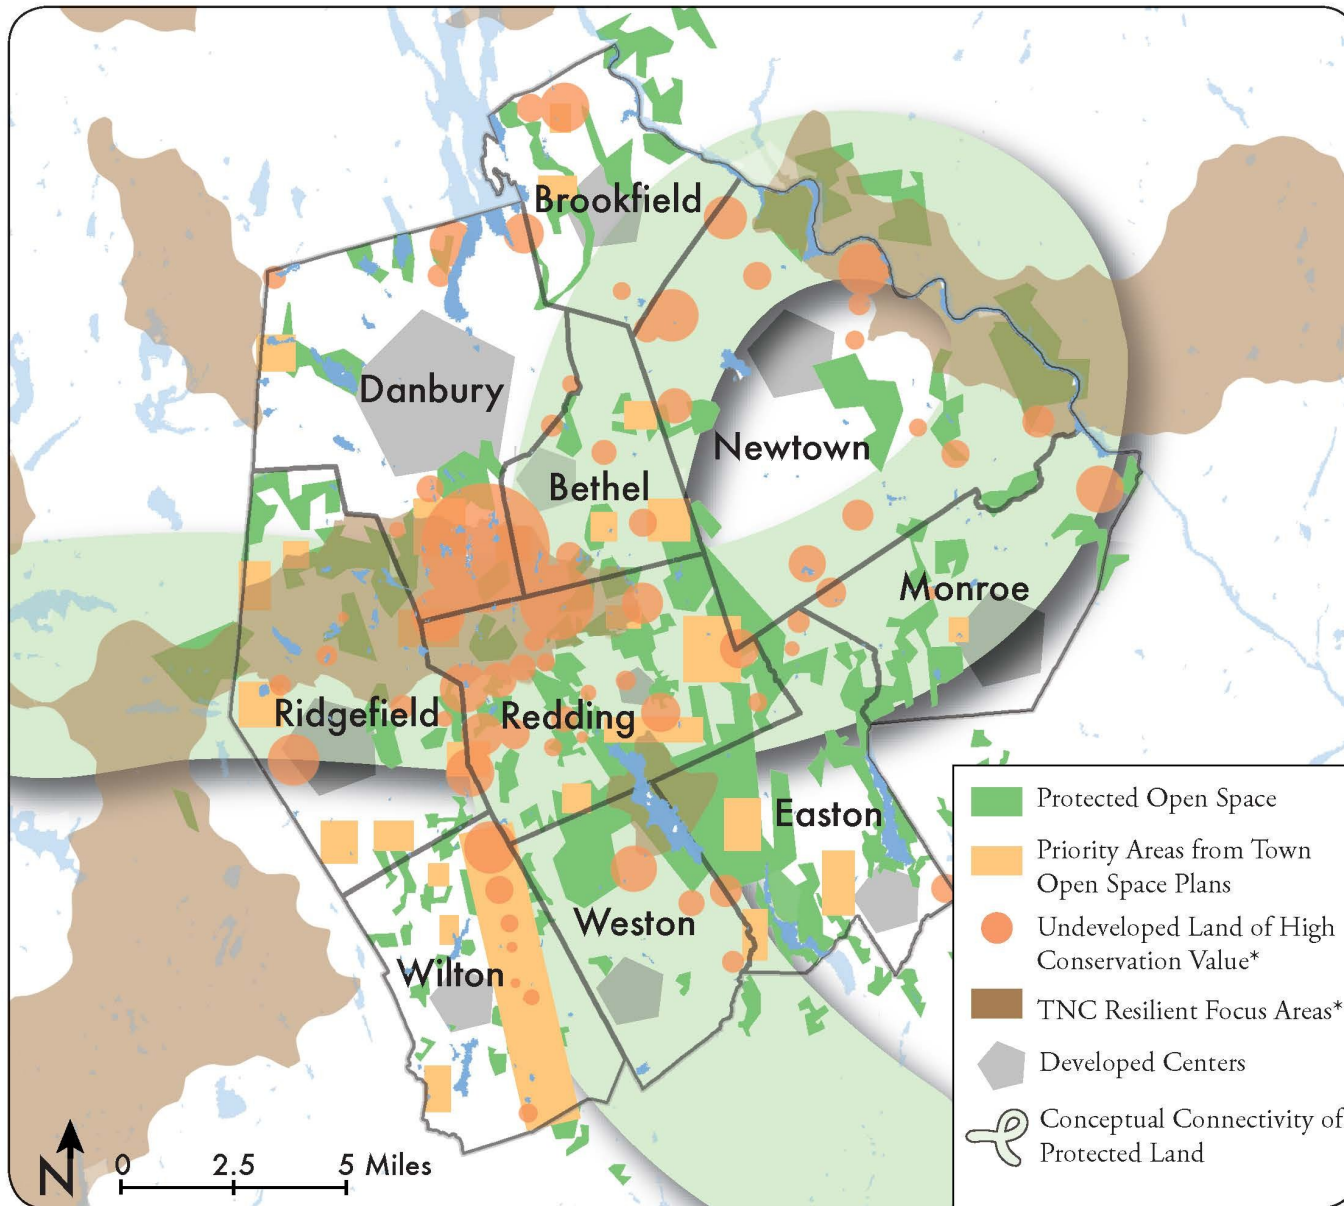 Brookfield
Danbury
Newtown
Bethel
Monroe
Ridgefield
Redding
Easton
Weston
Wilton
Protected Open Space
Priority Areas from Town
Open Space Plans
Undeveloped Land of High
Conservation Value*
TNC Resilient Focus Areas*
Developed Centers
Conceptual Connectivity of
Protected Land
N
0 2.5 5 Miles